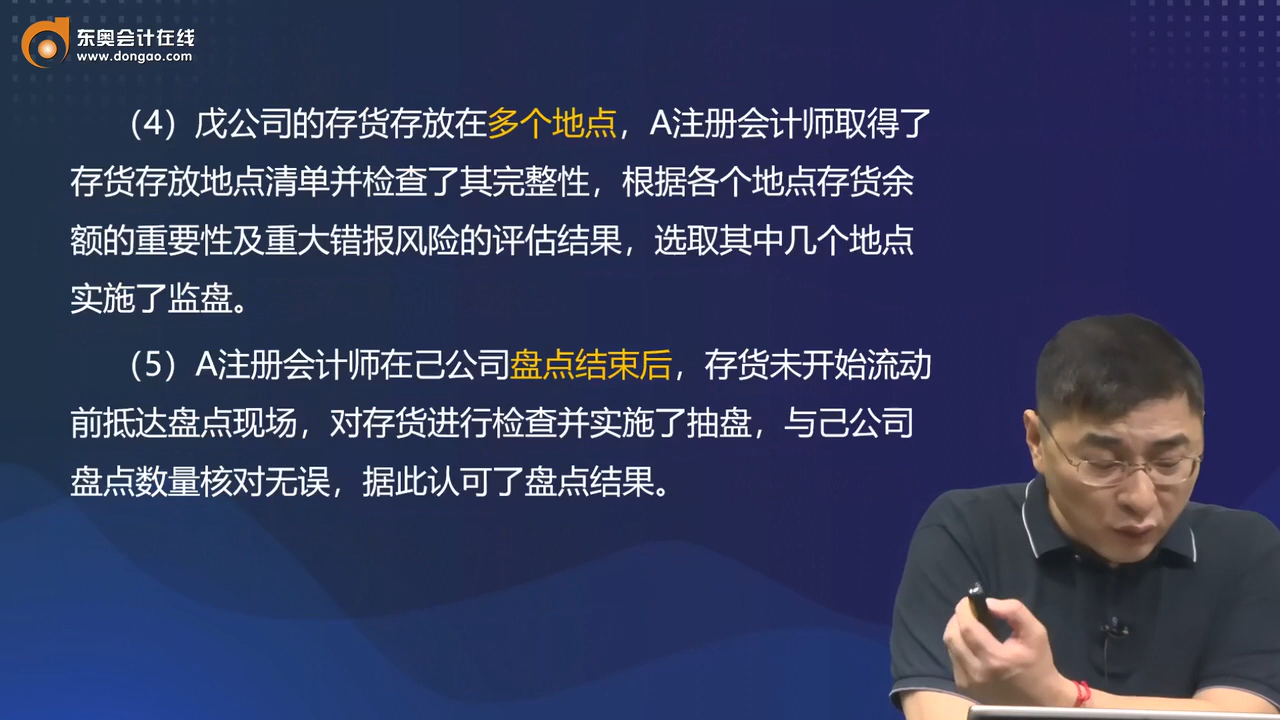 东奥会计在线
www.dongao.com
（4）戊公司的存货存放在多个地点，A注册会计师取得了
存货存放地点清单并检查了其完整性，根据各个地点存货余
额的重要性及重大错报风险的评估结果，选取其中几个地点
实施了监盘。
（5）A注册会计师在己公司盘点结束后，存货未开始流动
前抵达盘点现场，对存货进行检查并实施了抽盘，与己公司
盘点数量核对无误，据此认可了盘点结果。